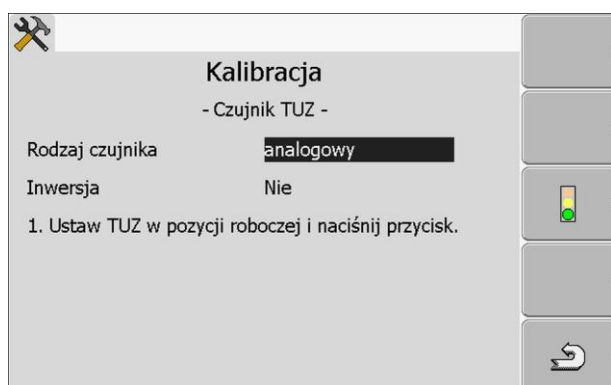 Kalibracja
- Czujnik TUZ -
Rodzaj czujnika analogowy
Inwersja Nie
1. Ustaw TUZ w pozycji roboczej i naciśnij przycisk.